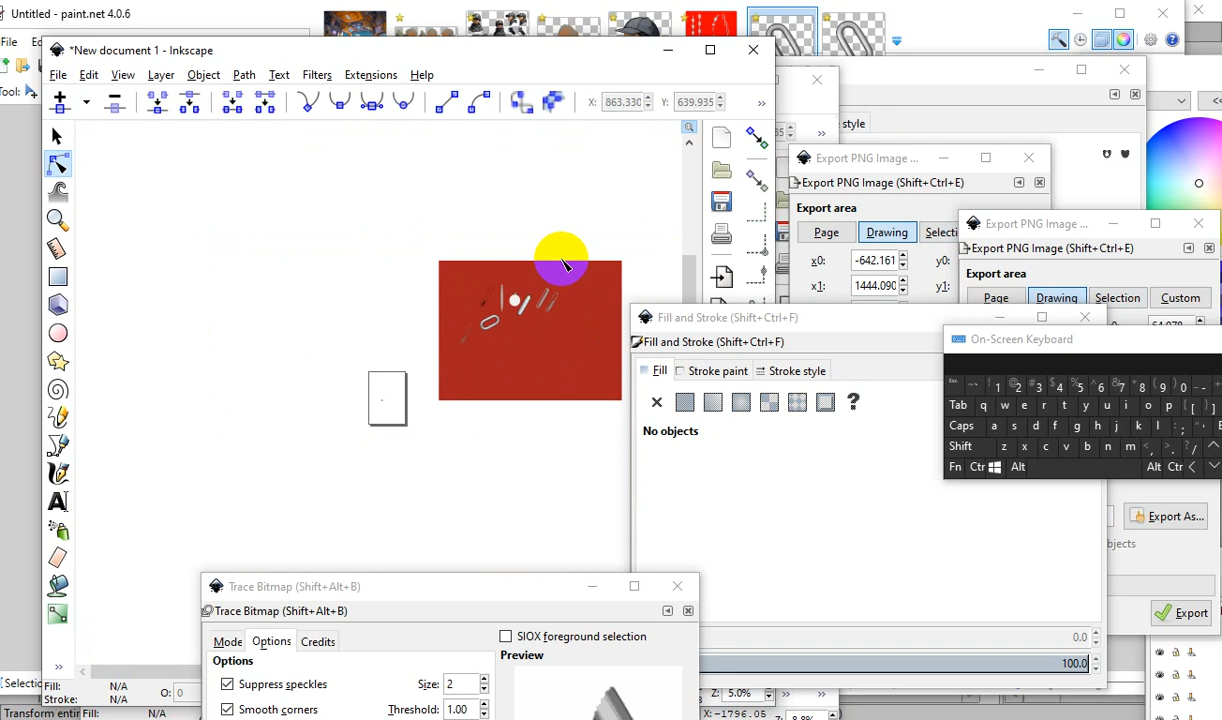 Untitled - paint.net 4.0.6
File
Tool:
*New document 1 - Inkscape
File Edit View Layer Object Path Text Filters Extensions Help
X: 863.330 Y: 639.935 »
style
Export PNG Image ...
Export PNG Image (Shift+Ctrl+E)
Export area
Page Drawing
x0: -642.161 y0:
x1: 1444.090 y1:
Export PNG Image ...
Export PNG Image (Shift+Ctrl+E)
Export area
Page Drawing Selection Custom
Fill and Stroke (Shift+Ctrl+F)
Fill and Stroke (Shift+Ctrl+F)
Fill Stroke paint Stroke style
No objects
0.0
100.0
On-Screen Keyboard
Tab q w e r t y u i o p
Caps a s d f g h j k l
Shift z x c v b n m
Fn Ctr Alt Alt Ctr
Export As...
Export
Trace Bitmap (Shift+Alt+B)
Trace Bitmap (Shift+Alt+B)
Mode Options Credits
Options
Suppress speckles Size: 2
Smooth corners Threshold: 1.00
SIOX foreground selection
Preview
Fill: N/A
Stroke: N/A
O: 0
Z: 5.0%
Fill: N/A
X:-1796.05